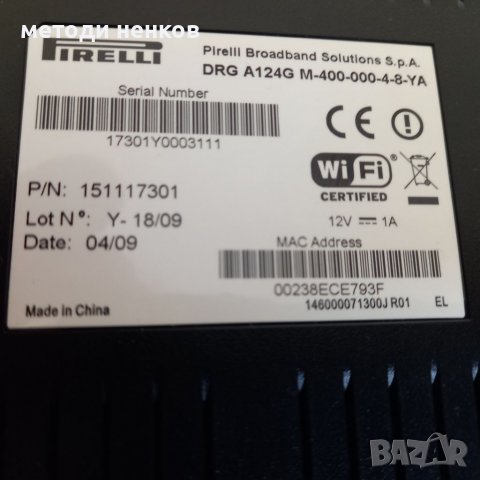 методи ненков
PIRELLI
Pirelli Broadband Solutions S.p.A.
DRG A124G M-400-000-4-8-YA
Serial Number
17301Y0003111
WiFi
CERTIFIED
P/N: 151117301
Lot N°: Y- 18/09
12V ⎓ 1A
Date: 04/09
MAC Address
00238ECE793F
Made in China
146000071300J R01 EL
BAZAR